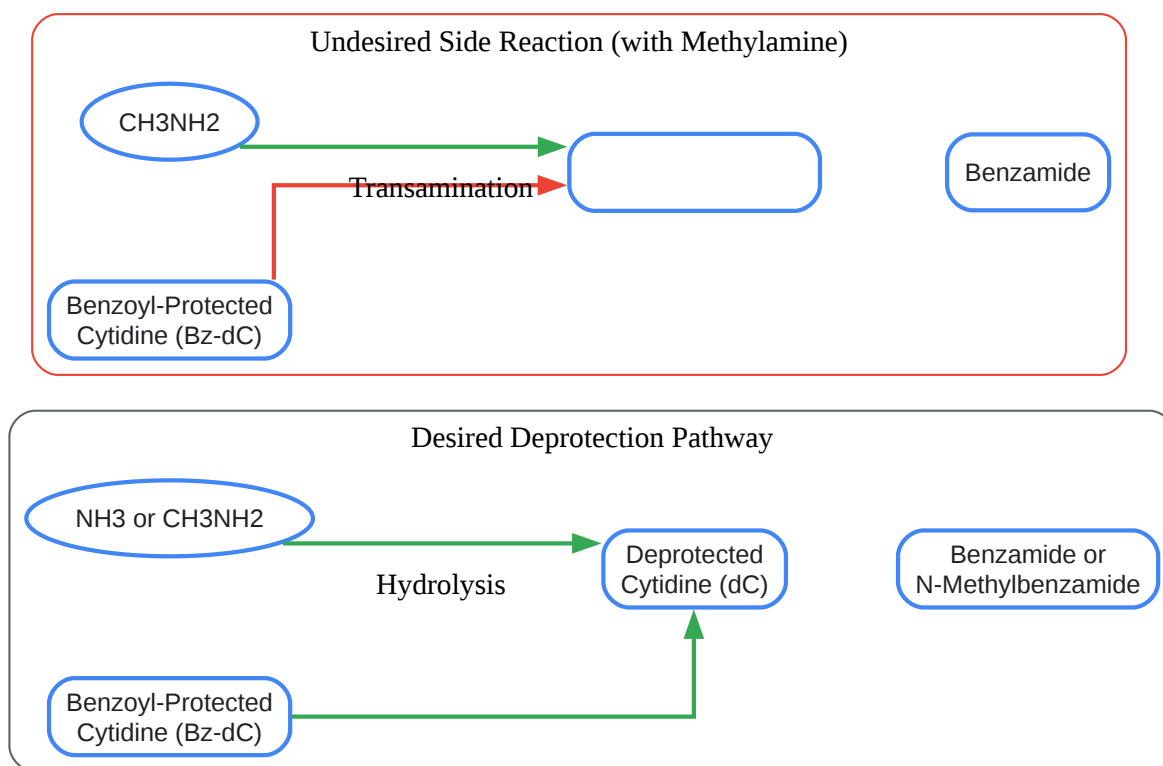 Undesired Side Reaction (with Methylamine)
CH3NH2
Transamination
Benzamide
Benzoyl-Protected
Cytidine (Bz-dC)
Desired Deprotection Pathway
NH3 or CH3NH2
Hydrolysis
Deprotected
Cytidine (dC)
Benzamide or
N-Methylbenzamide
Benzoyl-Protected
Cytidine (Bz-dC)